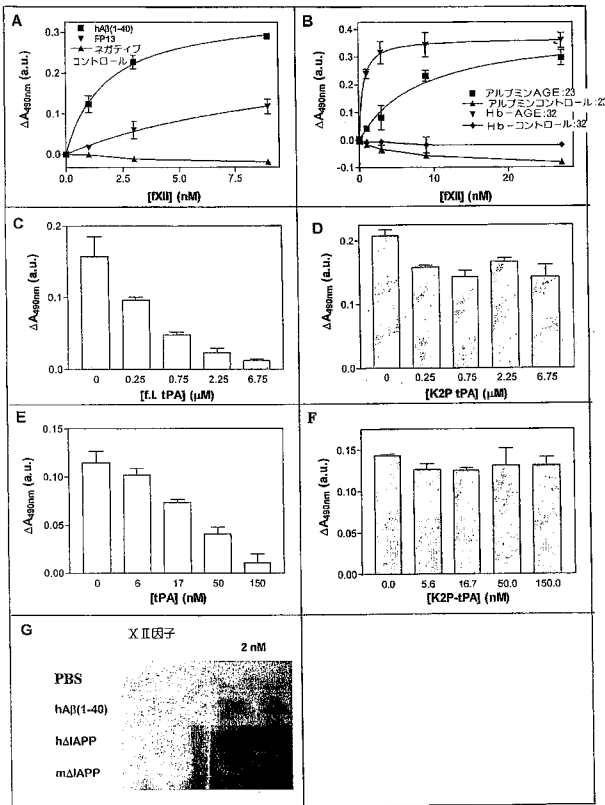 A
hAβ(1-40)
FP13
ネガティブ
コントロール
ΔA490nm (a.u.)
0.3
0.2
0.1
0.0
0.0 2.5 5.0 7.5
[fXII] (nM)
B
ΔA490nm (a.u.)
0.4
0.3
0.2
0.1
0.0
-0.1
0 10 20
[fXII] (nM)
アルブミンAGE:23
アルブミンコントロール:23
Hb-AGE:32
Hb-コントロール:32
C
ΔA490nm (a.u.)
0.2
0.1
0.0
0 0.25 0.75 2.25 6.75
[f.l. tPA] (μM)
D
ΔA490nm (a.u.)
0.2
0.1
0.0
0 0.25 0.75 2.25 6.75
[K2P tPA] (μM)
E
ΔA490nm (a.u.)
0.15
0.10
0.05
0.00
0 6 17 50 150
[tPA] (nM)
F
ΔA490nm (a.u.)
0.15
0.10
0.05
0.00
0.0 5.6 16.7 50.0 150.0
[K2P-tPA] (nM)
G
XII因子
2 nM
PBS
hAβ(1-40)
hΔIAPP
mΔIAPP